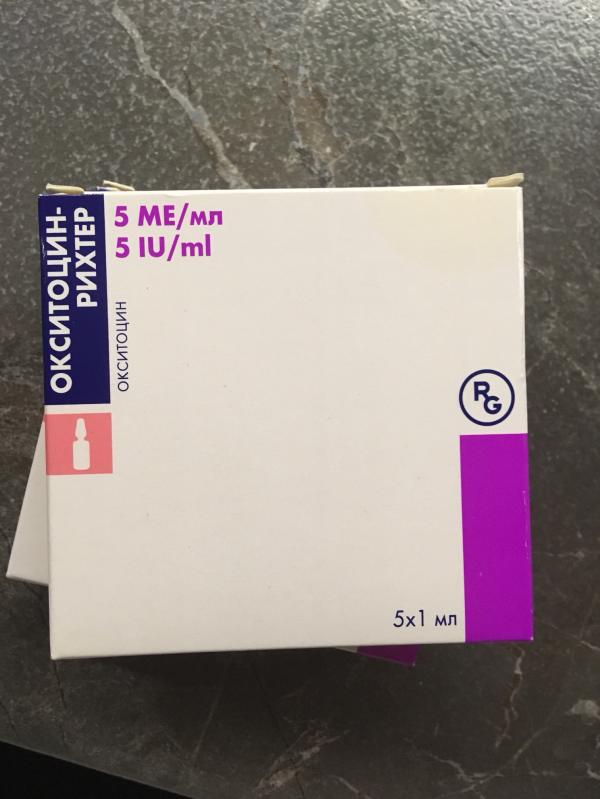 ОКСИТОЦИН-
РИХТЕР
ОКСИТОЦИН
5 МЕ/мл
5 IU/ml
RG
5x1 мл